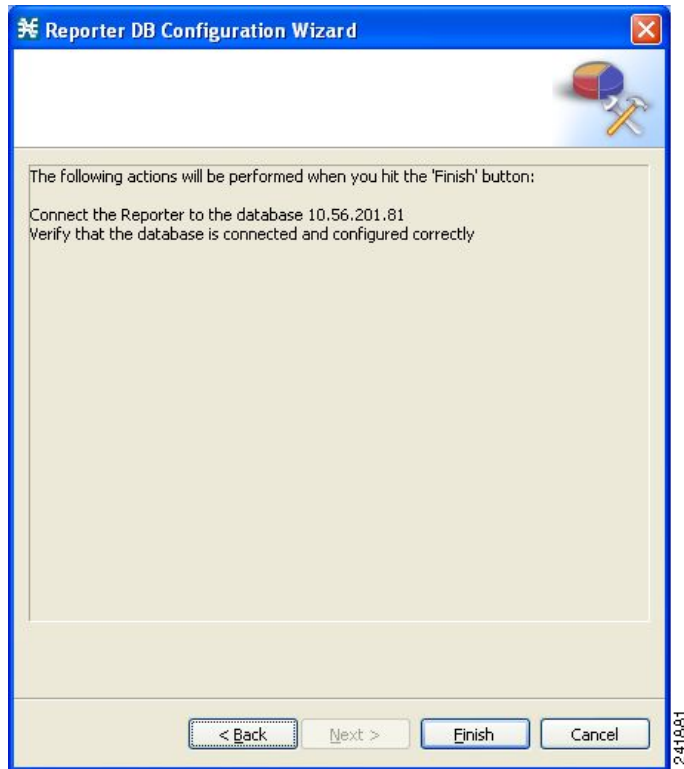 Reporter DB Configuration Wizard
The following actions will be performed when you hit the 'Finish' button:
Connect the Reporter to the database 10.56.201.81
Verify that the database is connected and configured correctly
< Back
Next >
Finish
Cancel
241881